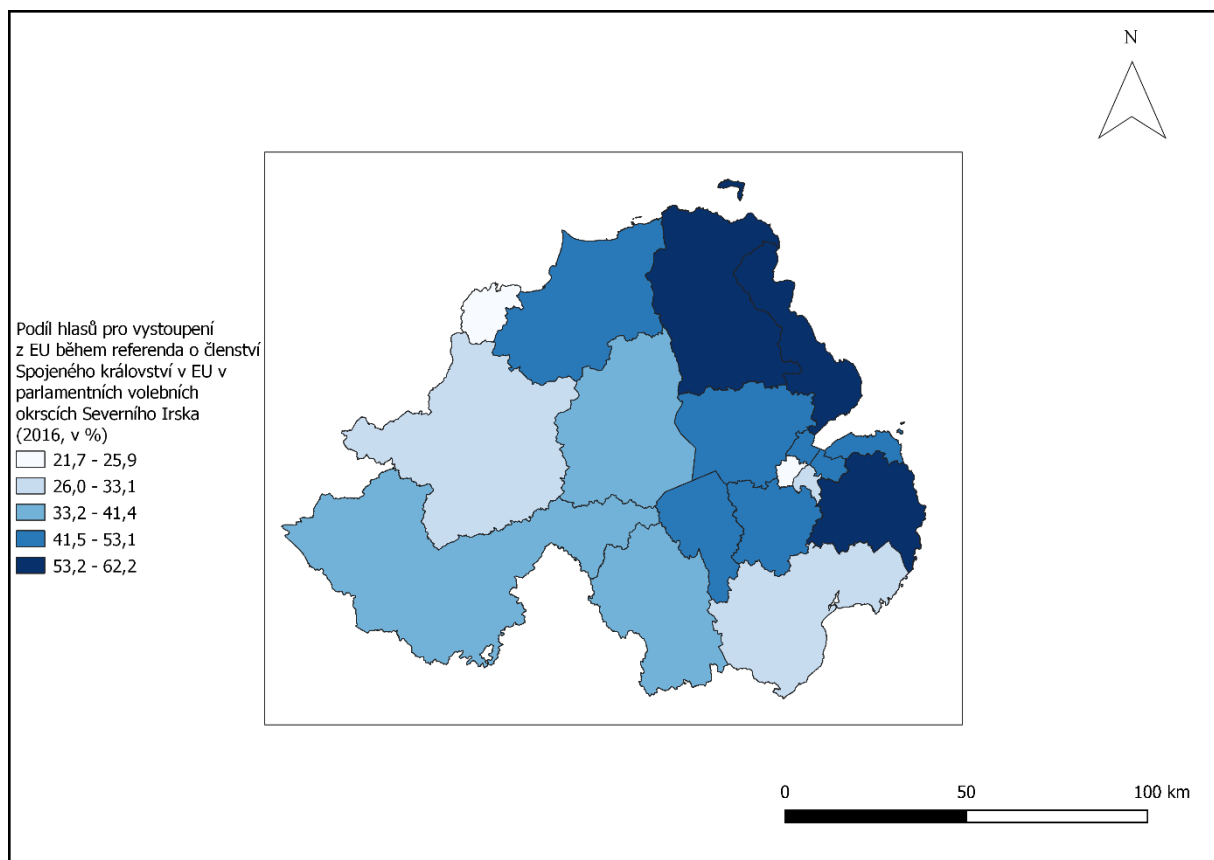 N
Podíl hlasů pro vystoupení
z EU během referenda o členství
Spojeného království v EU v
parlamentních volebních
okrscích Severního Irska
(2016, v %)
21,7 - 25,9
26,0 - 33,1
33,2 - 41,4
41,5 - 53,1
53,2 - 62,2
0 50 100 km